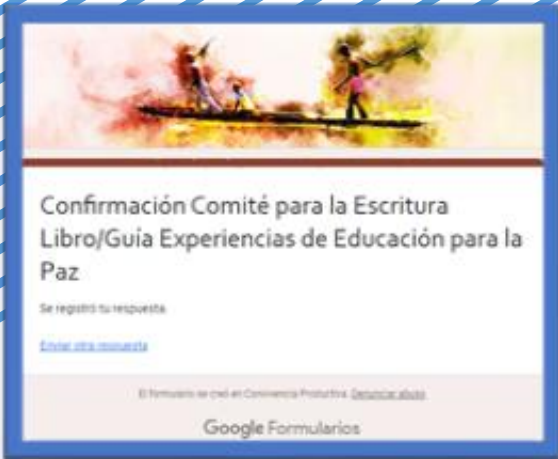 Confirmación Comité para la Escritura
Libro/Guía Experiencias de Educación para la
Paz
Se registró tu respuesta.
Enviar otra respuesta
El formulario se creó en Convivencia Productiva. Denunciar abuso
Google Formularios